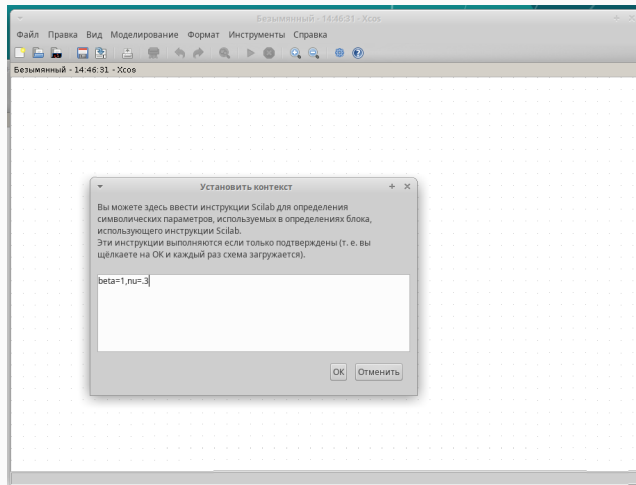 Безымянный - 14:46:31 - Xcos
Файл Правка Вид Моделирование Формат Инструменты Справка
Безымянный - 14:46:31 - Xcos
Установить контекст
Вы можете здесь ввести инструкции Scilab для определения
символических параметров, используемых в определениях блока,
использующего инструкции Scilab.
Эти инструкции выполняются если только подтверждены (т. е. вы
щёлкаете на ОК и каждый раз схема загружается).
beta=1,nu=.3
ОК Отменить